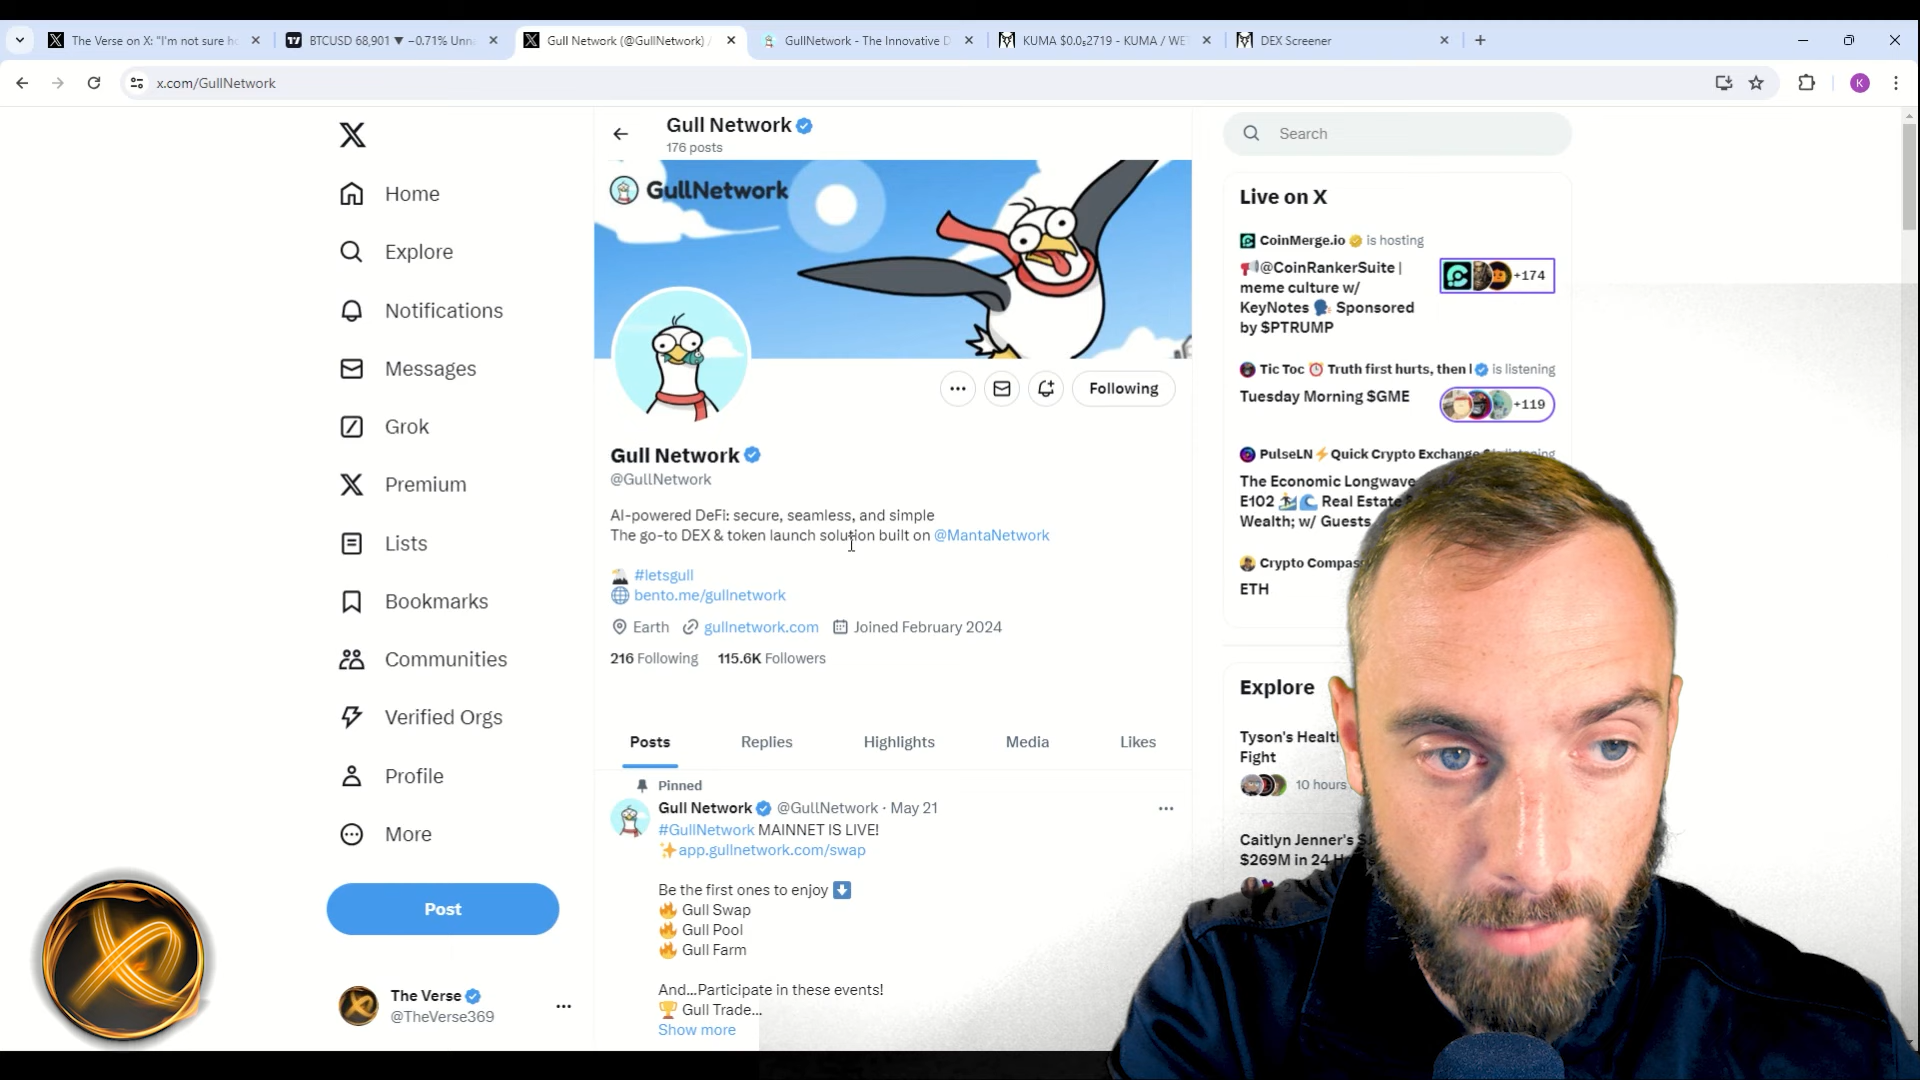 The Verse on X: "I'm not sure h
BTCUSD 68,901 ▼ −0.71% Unn
Gull Network (@GullNetwork) /
GullNetwork - The Innovative D
KUMA $0.0₅2719 - KUMA / WE
DEX Screener
x.com/GullNetwork
K
Home
Explore
Notifications
Messages
Grok
Premium
Lists
Bookmarks
Communities
Verified Orgs
Profile
More
Post
The Verse
@TheVerse369
Gull Network
176 posts
GullNetwork
Following
Gull Network
@GullNetwork
AI-powered DeFi: secure, seamless, and simple
The go-to DEX & token launch solution built on @MantaNetwork
#letsgull
bento.me/gullnetwork
Earth gullnetwork.com Joined February 2024
216 Following 115.6K Followers
Posts Replies Highlights Media Likes
Pinned
Gull Network @GullNetwork · May 21
#GullNetwork MAINNET IS LIVE!
✨app.gullnetwork.com/swap
Be the first ones to enjoy ⬇️
🔥 Gull Swap
🔥 Gull Pool
🔥 Gull Farm
And...Participate in these events!
🏆 Gull Trade...
Show more
Search
Live on X
CoinMerge.io is hosting
📢@CoinRankerSuite |
meme culture w/
KeyNotes 🗣️ Sponsored
by $PTRUMP
+174
Tic Toc ⏰ Truth first hurts, then l is listening
Tuesday Morning $GME
+119
PulseLN⚡Quick Crypto Exchange
The Economic Longwave
E102 🏄🌊 Real Estate
Wealth; w/ Guests
Crypto Compas
ETH
Explore
Tyson's Healt
Fight
10 hours
Caitlyn Jenner's $J
$269M in 24 H